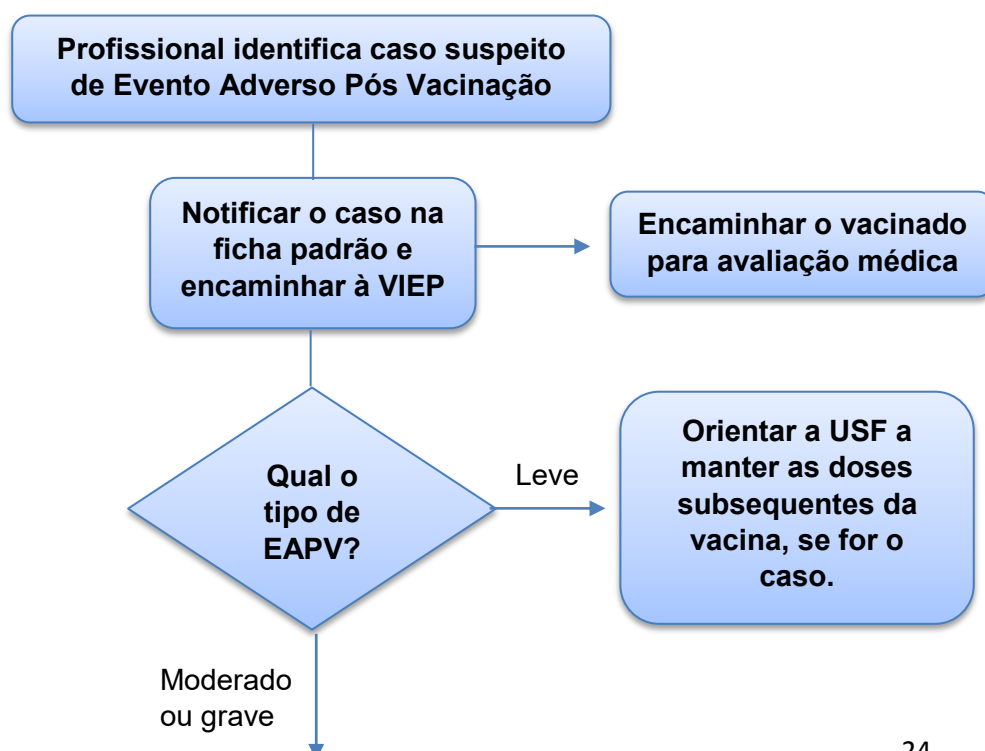 Profissional identifica caso suspeito
de Evento Adverso Pós Vacinação
Notificar o caso na
ficha padrão e
encaminhar à VIEP
Encaminhar o vacinado
para avaliação médica
Qual o
tipo de
EAPV?
Leve
Orientar a USF a
manter as doses
subsequentes da
vacina, se for o
caso.
Moderado
ou grave
24